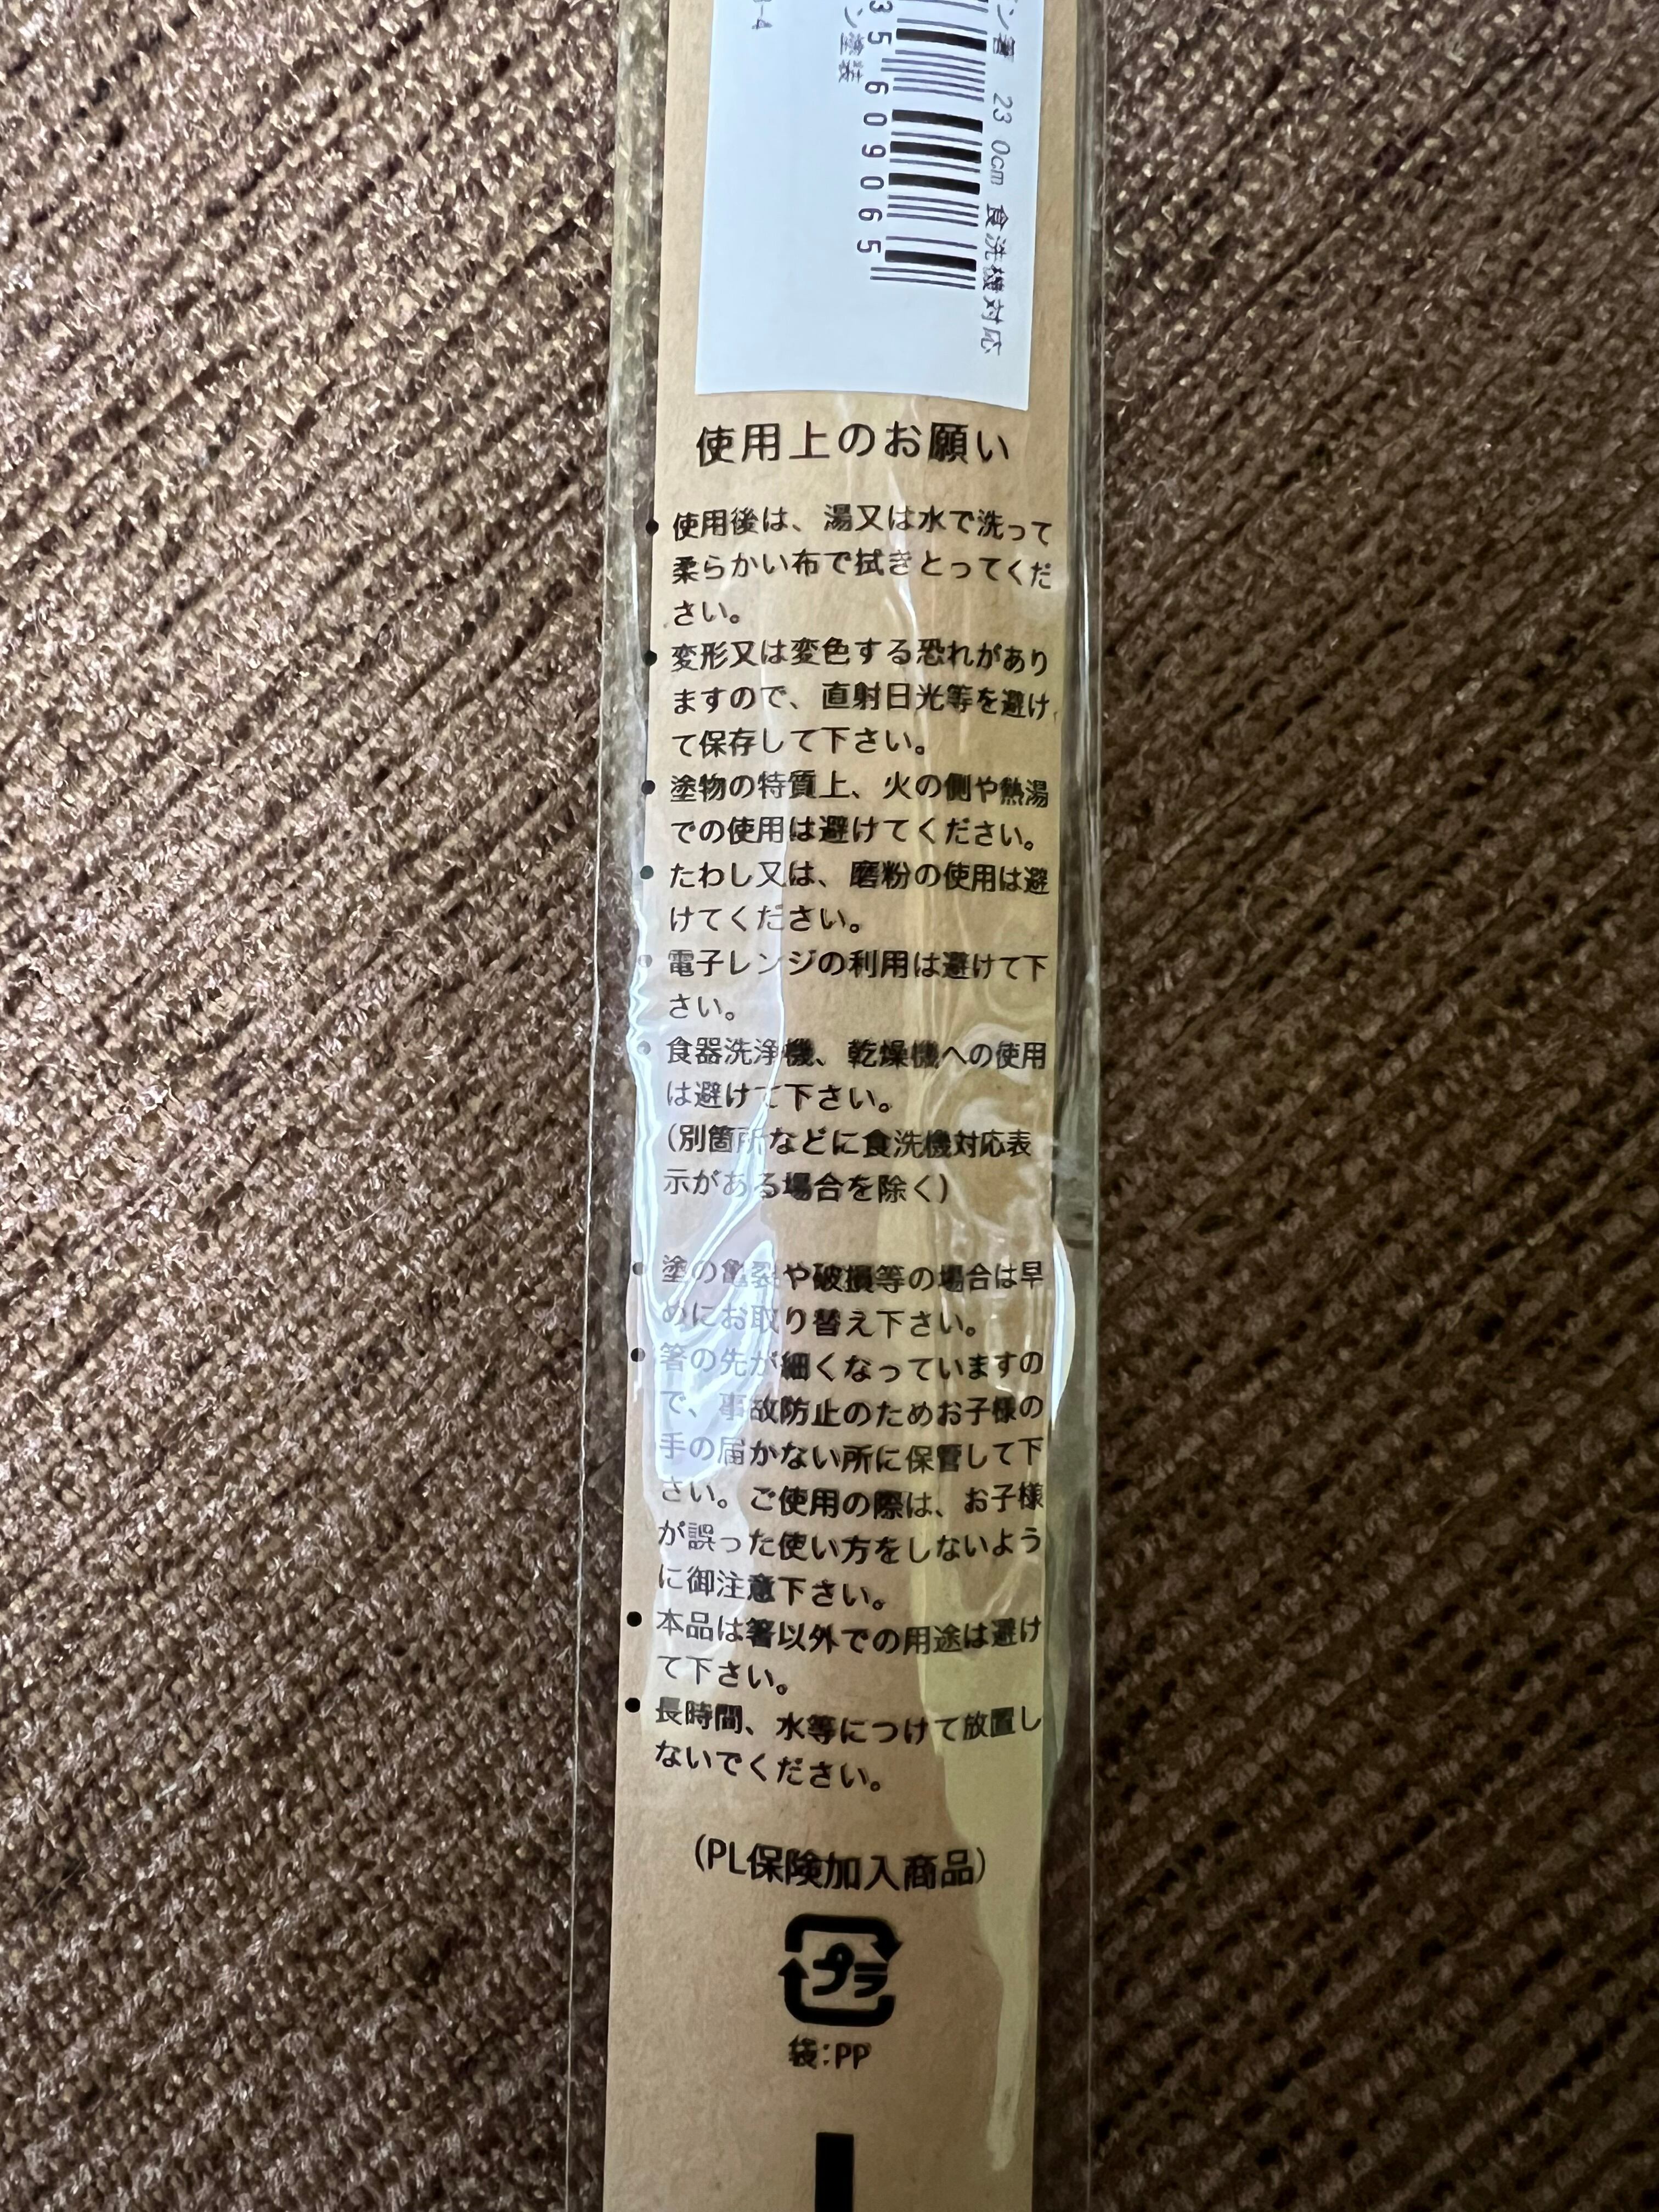 ン箸 23 0cm 食洗機対応
35 609065
ン塗装
-4
使用上のお願い
● 使用後は、湯又は水で洗って
柔らかい布で拭きとってくだ
さい。
● 変形又は変色する恐れがあり
ますので、直射日光等を避け
て保存して下さい。
● 塗物の特質上、火の側や熱湯
での使用は避けてください。
● たわし又は、磨粉の使用は避
けてください。
● 電子レンジの利用は避けて下
さい。
● 食器洗浄機、乾燥機への使用
は避けて下さい。
(別箇所などに食洗機対応表
示がある場合を除く)
● 塗の亀裂や破損等の場合は早
めにお取り替え下さい。
● 箸の先が細くなっていますの
で、事故防止のためお子様の
手の届かない所に保管して下
さい。ご使用の際は、お子様
が誤った使い方をしないよう
に御注意下さい。
● 本品は箸以外での用途は避け
て下さい。
● 長時間、水等につけて放置し
ないでください。
(PL保険加入商品)
プラ
袋:PP